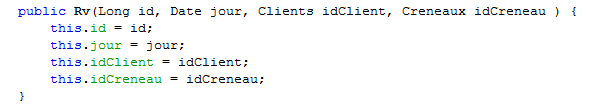 public Rv(Long id, Date jour, Clients idClient, Creneaux idCreneau ) {
    this.id = id;
    this.jour = jour;
    this.idClient = idClient;
    this.idCreneau = idCreneau;
}